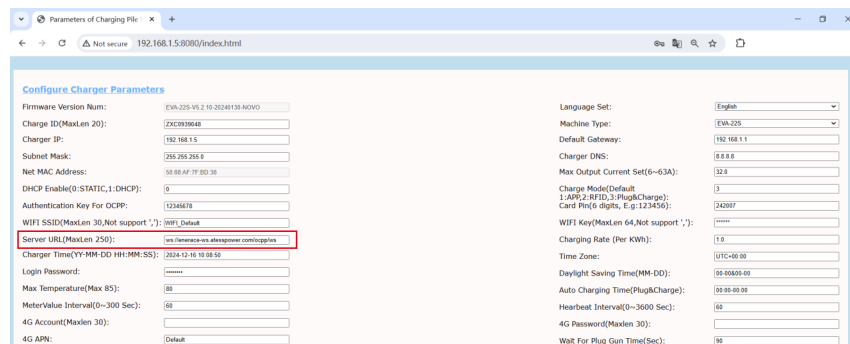 Parameters of Charging Pile
Not secure 192.168.1.5:8080/index.html
Configure Charger Parameters
Firmware Version Num: EVA-22S-V5.2.10-20240130-NOVO
Language Set: English
Charge ID(MaxLen 20): ZXC0939048
Machine Type: EVA-22S
Charger IP: 192.168.1.5
Default Gateway: 192.168.1.1
Subnet Mask: 255.255.255.0
Charger DNS: 8.8.8.8
Net MAC Address: 58:88:AF:7F:BD:38
Max Output Current Set(6~63A): 32.0
DHCP Enable(0:STATIC,1:DHCP): 0
Charge Mode(Default 3
1:APP,2:RFID,3:Plug&Charge):
Authentication Key For OCPP: 12345678
Card Pin(6 digits, E.g:123456): 242007
WIFI SSID(MaxLen 30,Not support ','): WIFI_Default
WIFI Key(MaxLen 64,Not support ','): ••••••
Server URL(MaxLen 250): ws://enerace-ws.atesspower.com/ocpp/ws
Charging Rate (Per KWh): 1.0
Charger Time(YY-MM-DD HH:MM:SS): 2024-12-16 10:08:50
Time Zone: UTC+00:00
Login Password: ••••••••
Daylight Saving Time(MM-DD): 00-00&00-00
Max Temperature(Max 85): 80
Auto Charging Time(Plug&Charge): 00:00-00:00
MeterValue Interval(0~300 Sec): 60
Hearbeat Interval(0~3600 Sec): 60
4G Account(Maxlen 30):
4G Password(Maxlen 30):
4G APN: Default
Wait For Plug Gun Time(Sec): 90